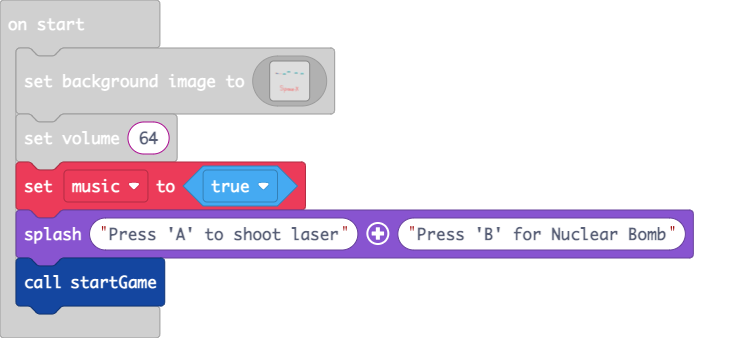 on start
set background image to
set volume 64
set music to true
splash "Press 'A' to shoot laser" "Press 'B' for Nuclear Bomb"
call startGame